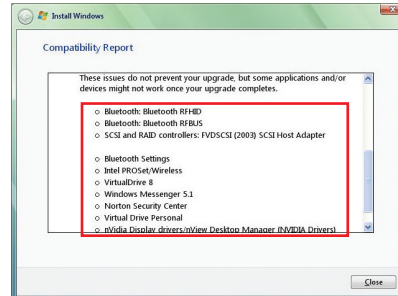 Install Windows
Compatibility Report
These issues do not prevent your upgrade, but some applications and/or
devices might not work once your upgrade completes.
Bluetooth: Bluetooth RFHID
Bluetooth: Bluetooth RFBUS
SCSI and RAID controllers: FVDSCSI (2003) SCSI Host Adapter
Bluetooth Settings
Intel PROSet/Wireless
VirtualDrive 8
Windows Messenger 5.1
Norton Security Center
Virtual Drive Personal
nVidia Display drivers/nView Desktop Manager (NVIDIA Drivers)
Close